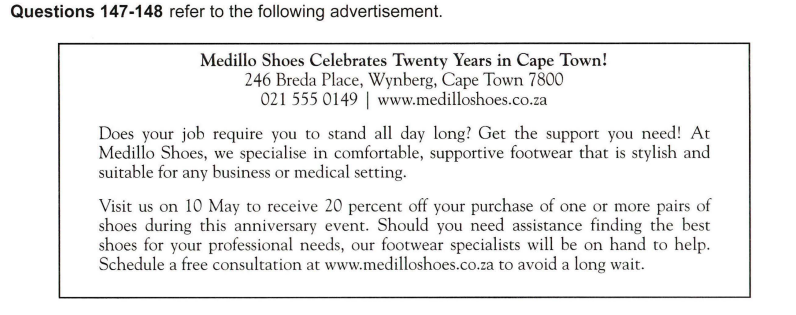 Questions 147-148 refer to the following advertisement.
Medillo Shoes Celebrates Twenty Years in Cape Town!
246 Breda Place, Wynberg, Cape Town 7800
021 555 0149 | www.medilloshoes.co.za
Does your job require you to stand all day long? Get the support you need! At
Medillo Shoes, we specialise in comfortable, supportive footwear that is stylish and
suitable for any business or medical setting.
Visit us on 10 May to receive 20 percent off your purchase of one or more pairs of
shoes during this anniversary event. Should you need assistance finding the best
shoes for your professional needs, our footwear specialists will be on hand to help.
Schedule a free consultation at www.medilloshoes.co.za to avoid a long wait.